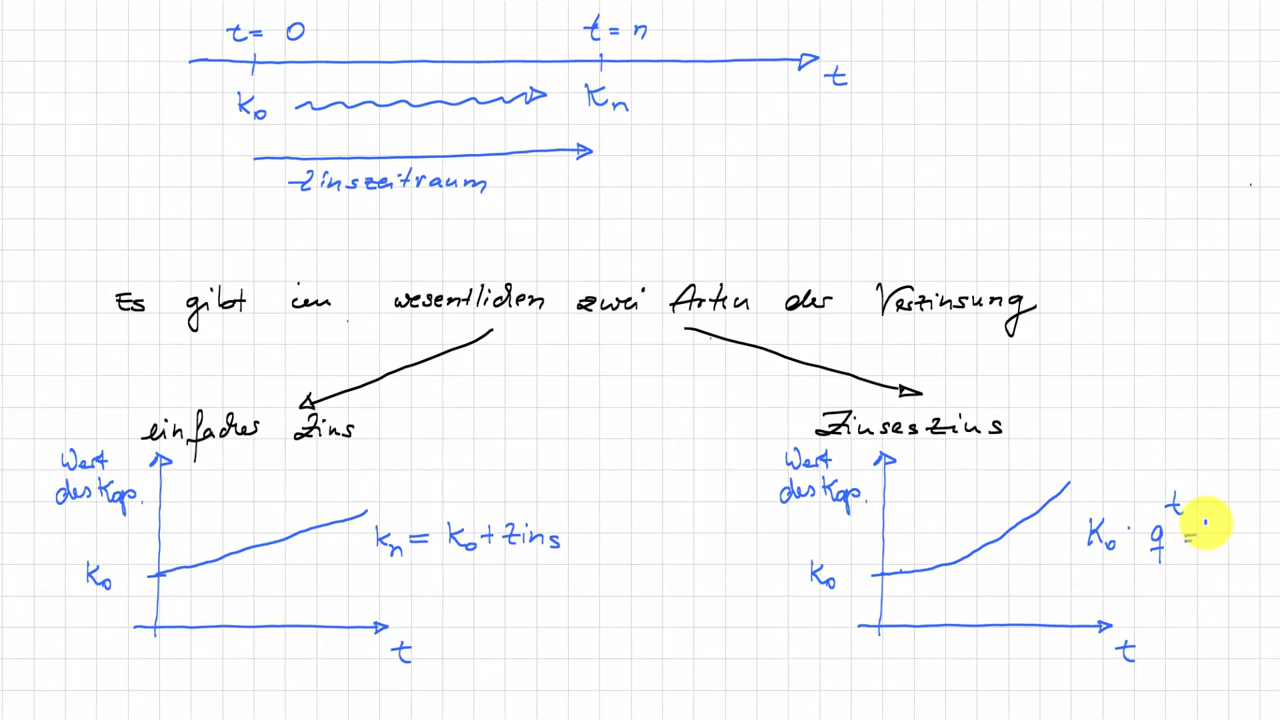 t = 0 t = n
t
K₀ Kₙ
Zinszeitraum
Es gibt im wesentlichen zwei Arten der Verzinsung
einfacher Zins
Wert
des Kap.
kₙ = k₀ + Zins
K₀
t
Zinseszins
Wert
des Kap.
K₀ · qᵗ =
K₀
t